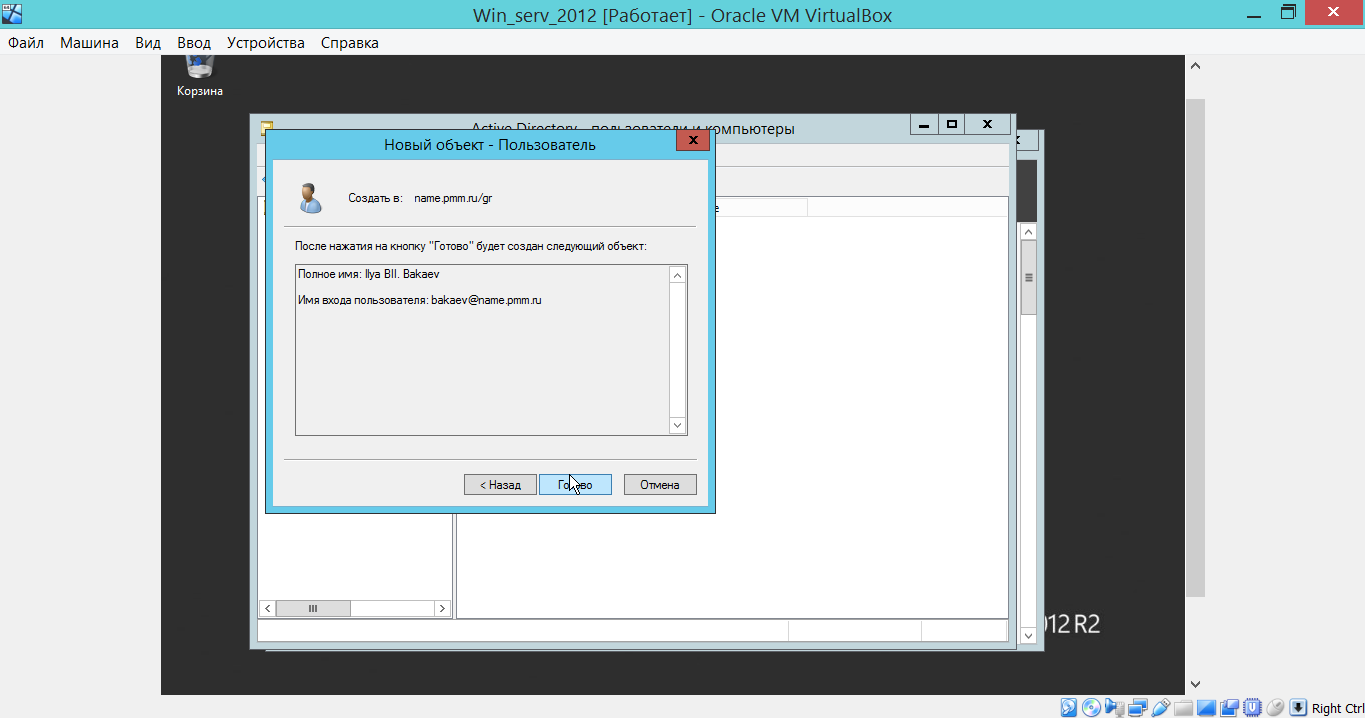 Win_serv_2012 [Работает] - Oracle VM VirtualBox
Файл Машина Вид Ввод Устройства Справка
Корзина
Active Directory - пользователи и компьютеры
Новый объект - Пользователь
Создать в: name.pmm.ru/gr
После нажатия на кнопку "Готово" будет создан следующий объект:
Полное имя: Ilya BII. Bakaev
Имя входа пользователя: bakaev@name.pmm.ru
< Назад Готово Отмена
012 R2
Right Ctrl